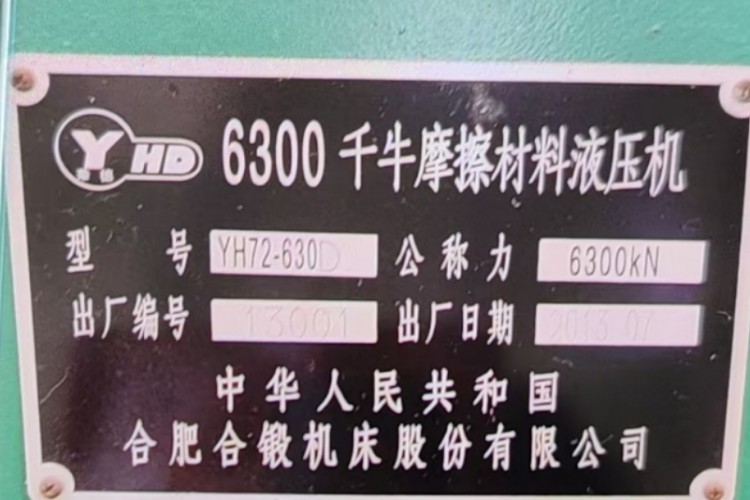 YHD 6300千牛摩擦材料液压机
型号 YH72-630D 公称力 6300kN
出厂编号 13001 出厂日期 2013.07
中华人民共和国
合肥合锻机床股份有限公司